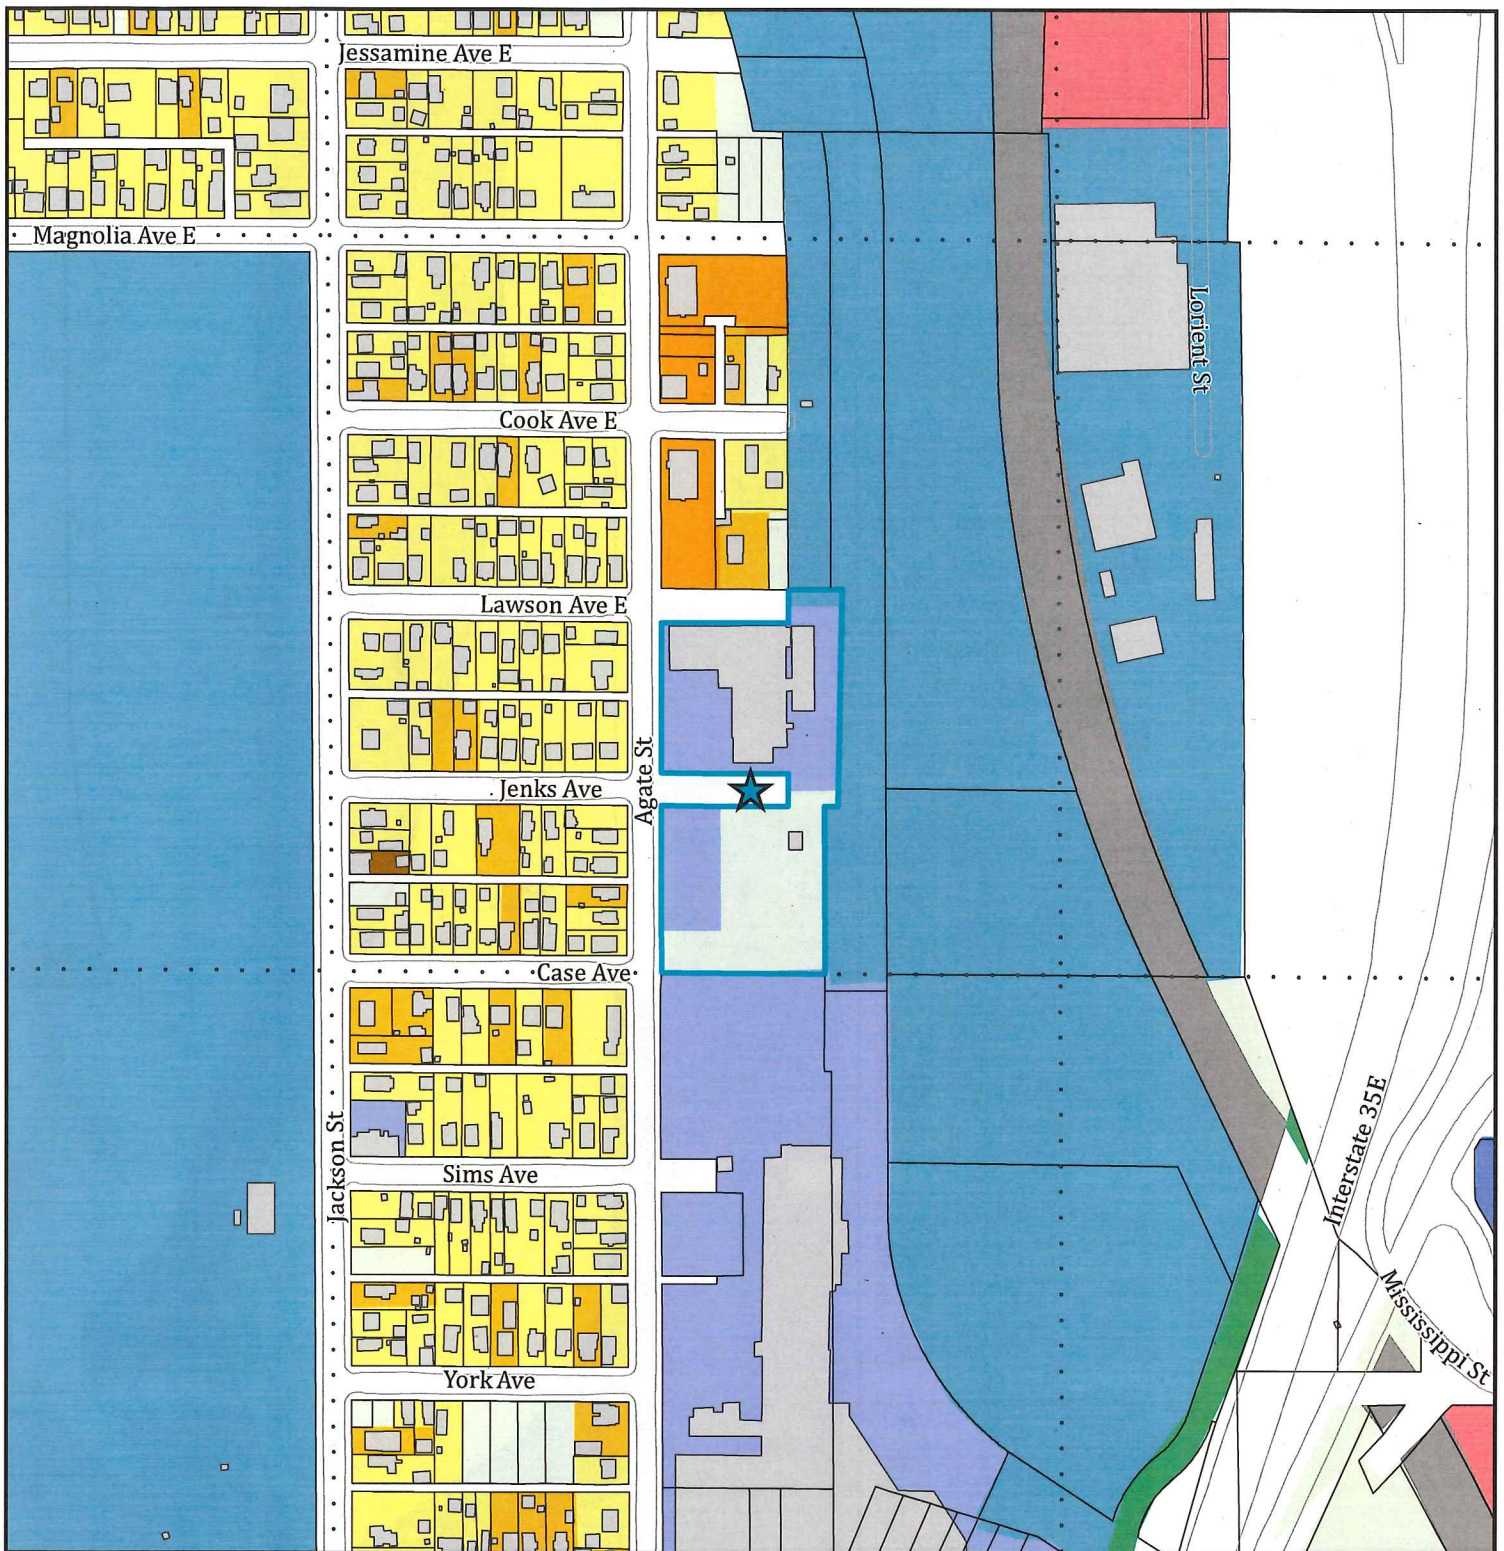 Jessamine Ave E
Magnolia Ave E
Lorient St
Cook Ave E
Lawson Ave E
Agate St
Jenks Ave
Case Ave
Jackson St
Sims Ave
Interstate 35E
Mississippi St
York Ave